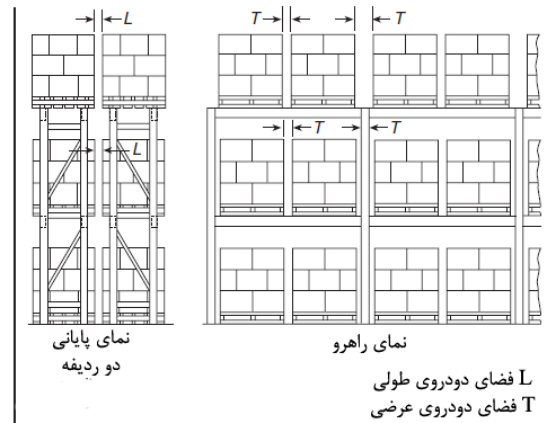 L
T
T
L
T
T
نمای پایانی
دو ردیفه
نمای راهرو
L فضای دودروی طولی
T فضای دودروی عرضی